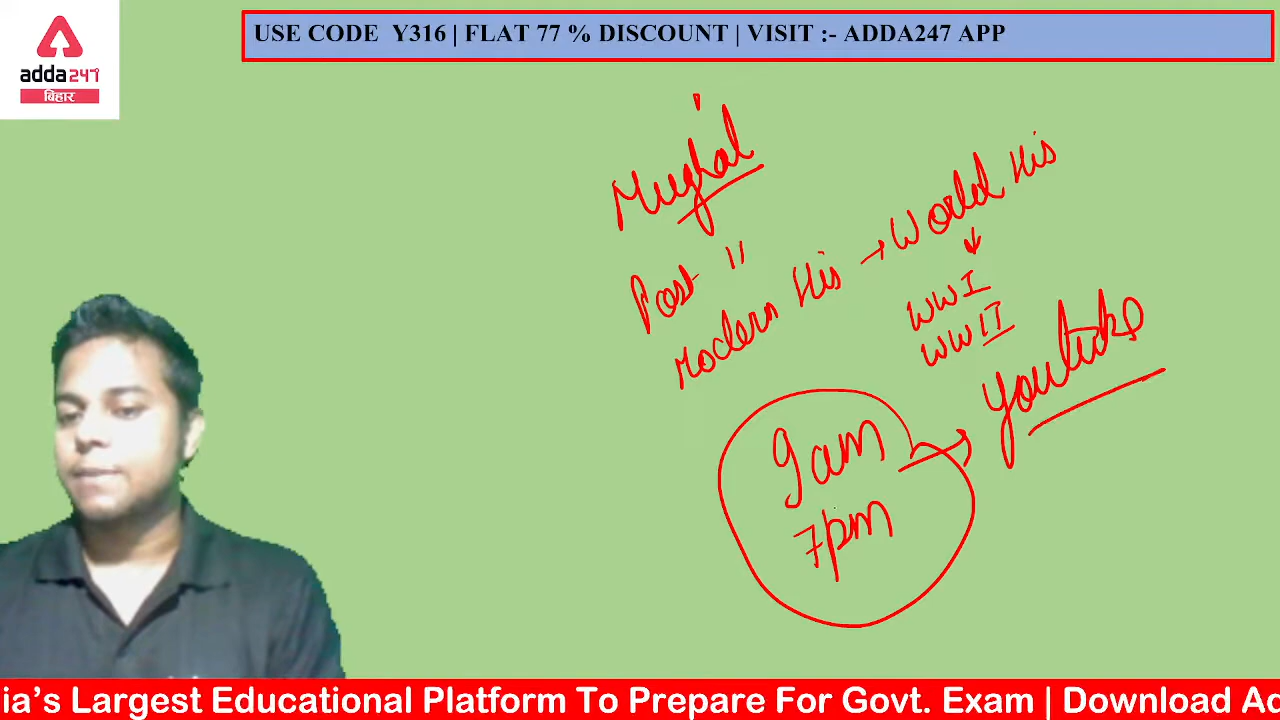 USE CODE Y316 | FLAT 77 % DISCOUNT | VISIT :- ADDA247 APP
adda247
बिहार
Mughal
Post "
Modern His → World His
WW I
WW II
9am → Youtube
7pm
ia's Largest Educational Platform To Prepare For Govt. Exam | Download Ad